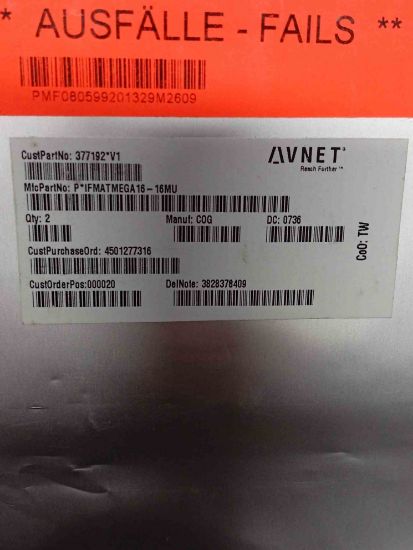 * AUSFÄLLE - FAILS **
PMF080599201329M2609
CustPartNo: 377192*V1
AVNET
Reach Further™
MfcPartNo: P*IFMATMEGA16-16MU
Qty: 2 Manuf: COG DC: 0736
CustPurchaseOrd: 4501277316
CoO: TW
CustOrderPos:000020 DelNote: 3828378409